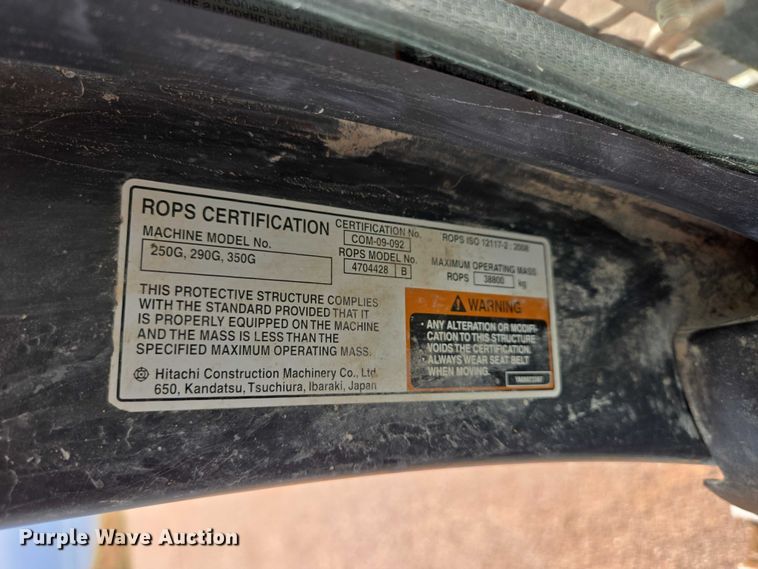 ROPS CERTIFICATION
MACHINE MODEL No.
250G, 290G, 350G
CERTIFICATION No.
COM-09-092
ROPS MODEL No.
4704428 B
ROPS ISO 12117-2 : 2008
MAXIMUM OPERATING MASS
ROPS 38800 kg
THIS PROTECTIVE STRUCTURE COMPLIES
WITH THE STANDARD PROVIDED THAT IT
IS PROPERLY EQUIPPED ON THE MACHINE
AND THE MASS IS LESS THAN THE
SPECIFIED MAXIMUM OPERATING MASS.
Hitachi Construction Machinery Co., Ltd.
650, Kandatsu, Tsuchiura, Ibaraki, Japan
WARNING
· ANY ALTERATION OR MODIFI-
CATION TO THIS STRUCTURE
VOIDS THE CERTIFICATION.
· ALWAYS WEAR SEAT BELT
WHEN MOVING.
Purple Wave Auction